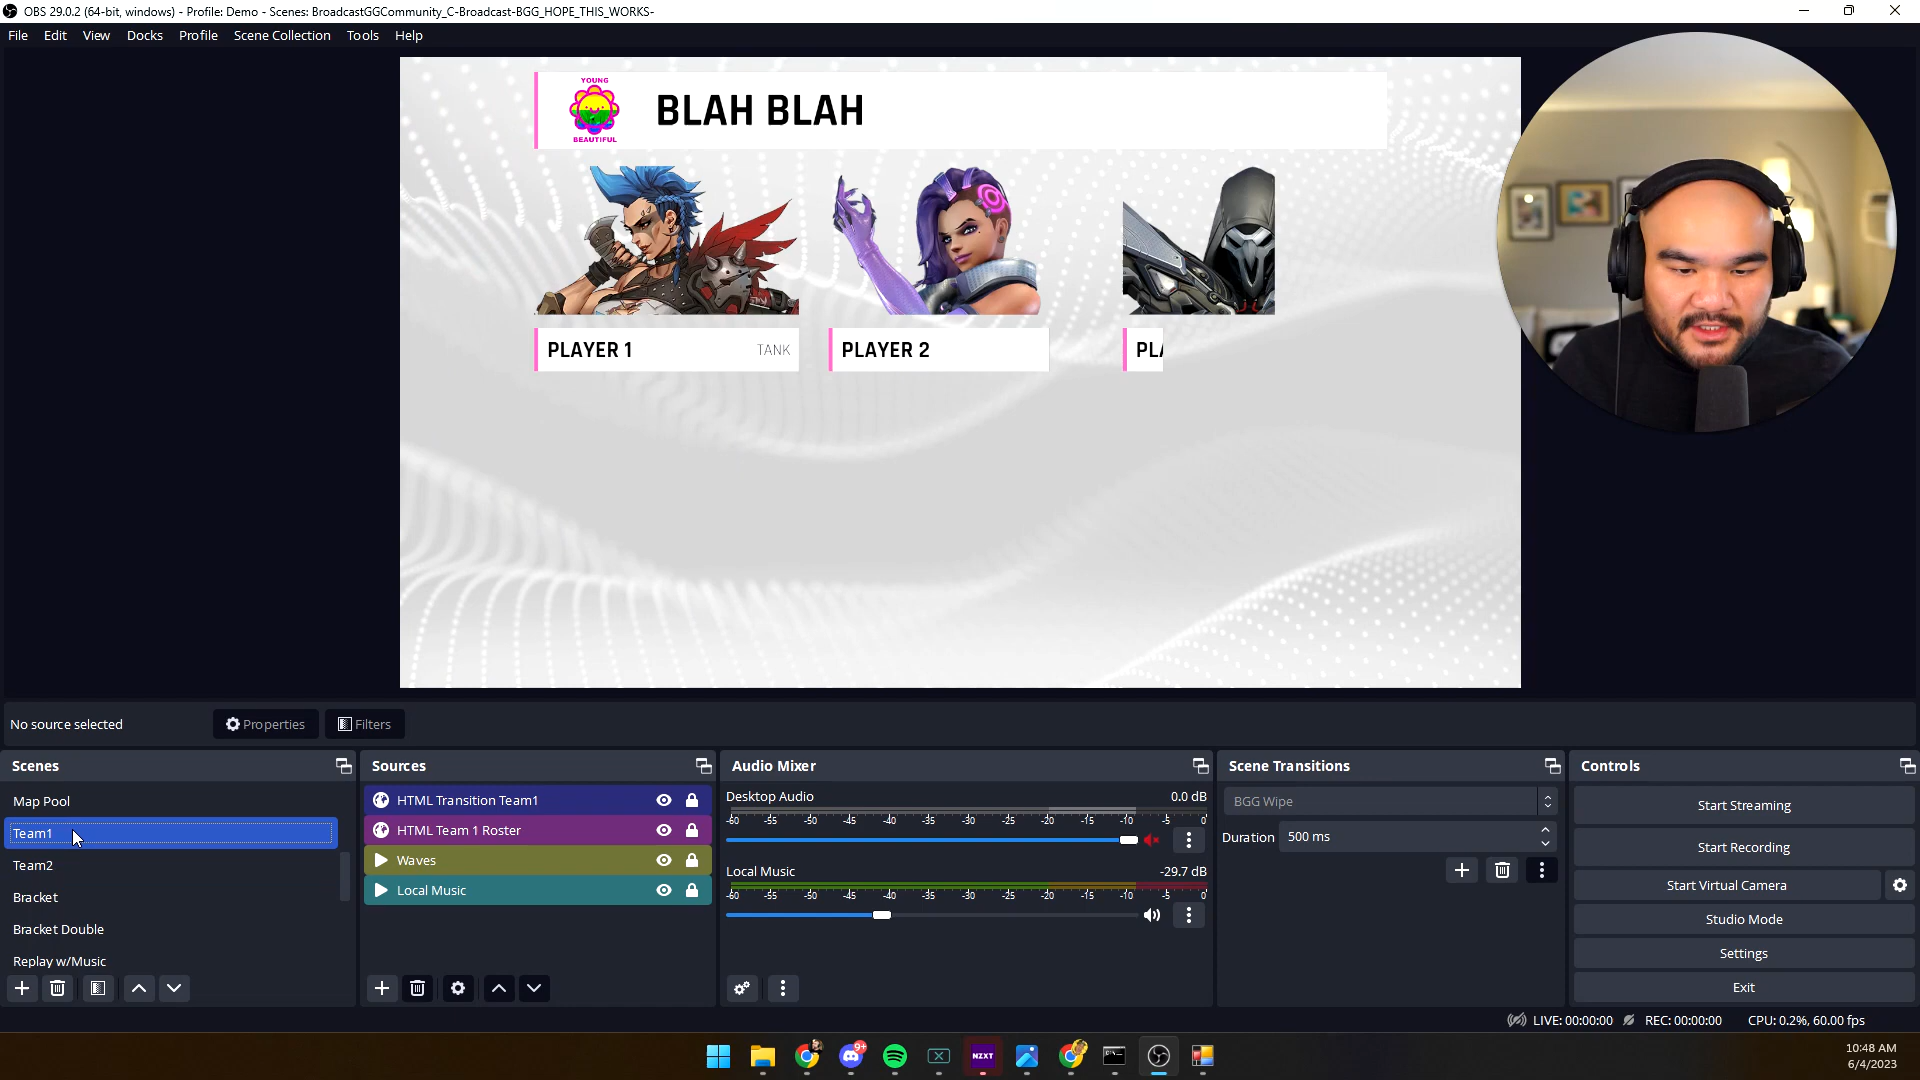 OBS 29.0.2 (64-bit, windows) - Profile: Demo - Scenes: BroadcastGGCommunity_C-Broadcast-BGG_HOPE_THIS_WORKS-
File Edit View Docks Profile Scene Collection Tools Help
YOUNG
BEAUTIFUL
BLAH BLAH
PLAYER 1 TANK
PLAYER 2
PLA
No source selected
Properties
Filters
Scenes
Map Pool
Team1
Team2
Bracket
Bracket Double
Replay w/Music
Sources
HTML Transition Team1
HTML Team 1 Roster
Waves
Local Music
Audio Mixer
Desktop Audio 0.0 dB
-60 -55 -50 -45 -40 -35 -30 -25 -20 -15 -10 -5 0
Local Music -29.7 dB
-60 -55 -50 -45 -40 -35 -30 -25 -20 -15 -10 -5 0
Scene Transitions
BGG Wipe
Duration 500 ms
Controls
Start Streaming
Start Recording
Start Virtual Camera
Studio Mode
Settings
Exit
LIVE: 00:00:00 REC: 00:00:00 CPU: 0.2%, 60.00 fps
9+
NZXT
10:48 AM
6/4/2023